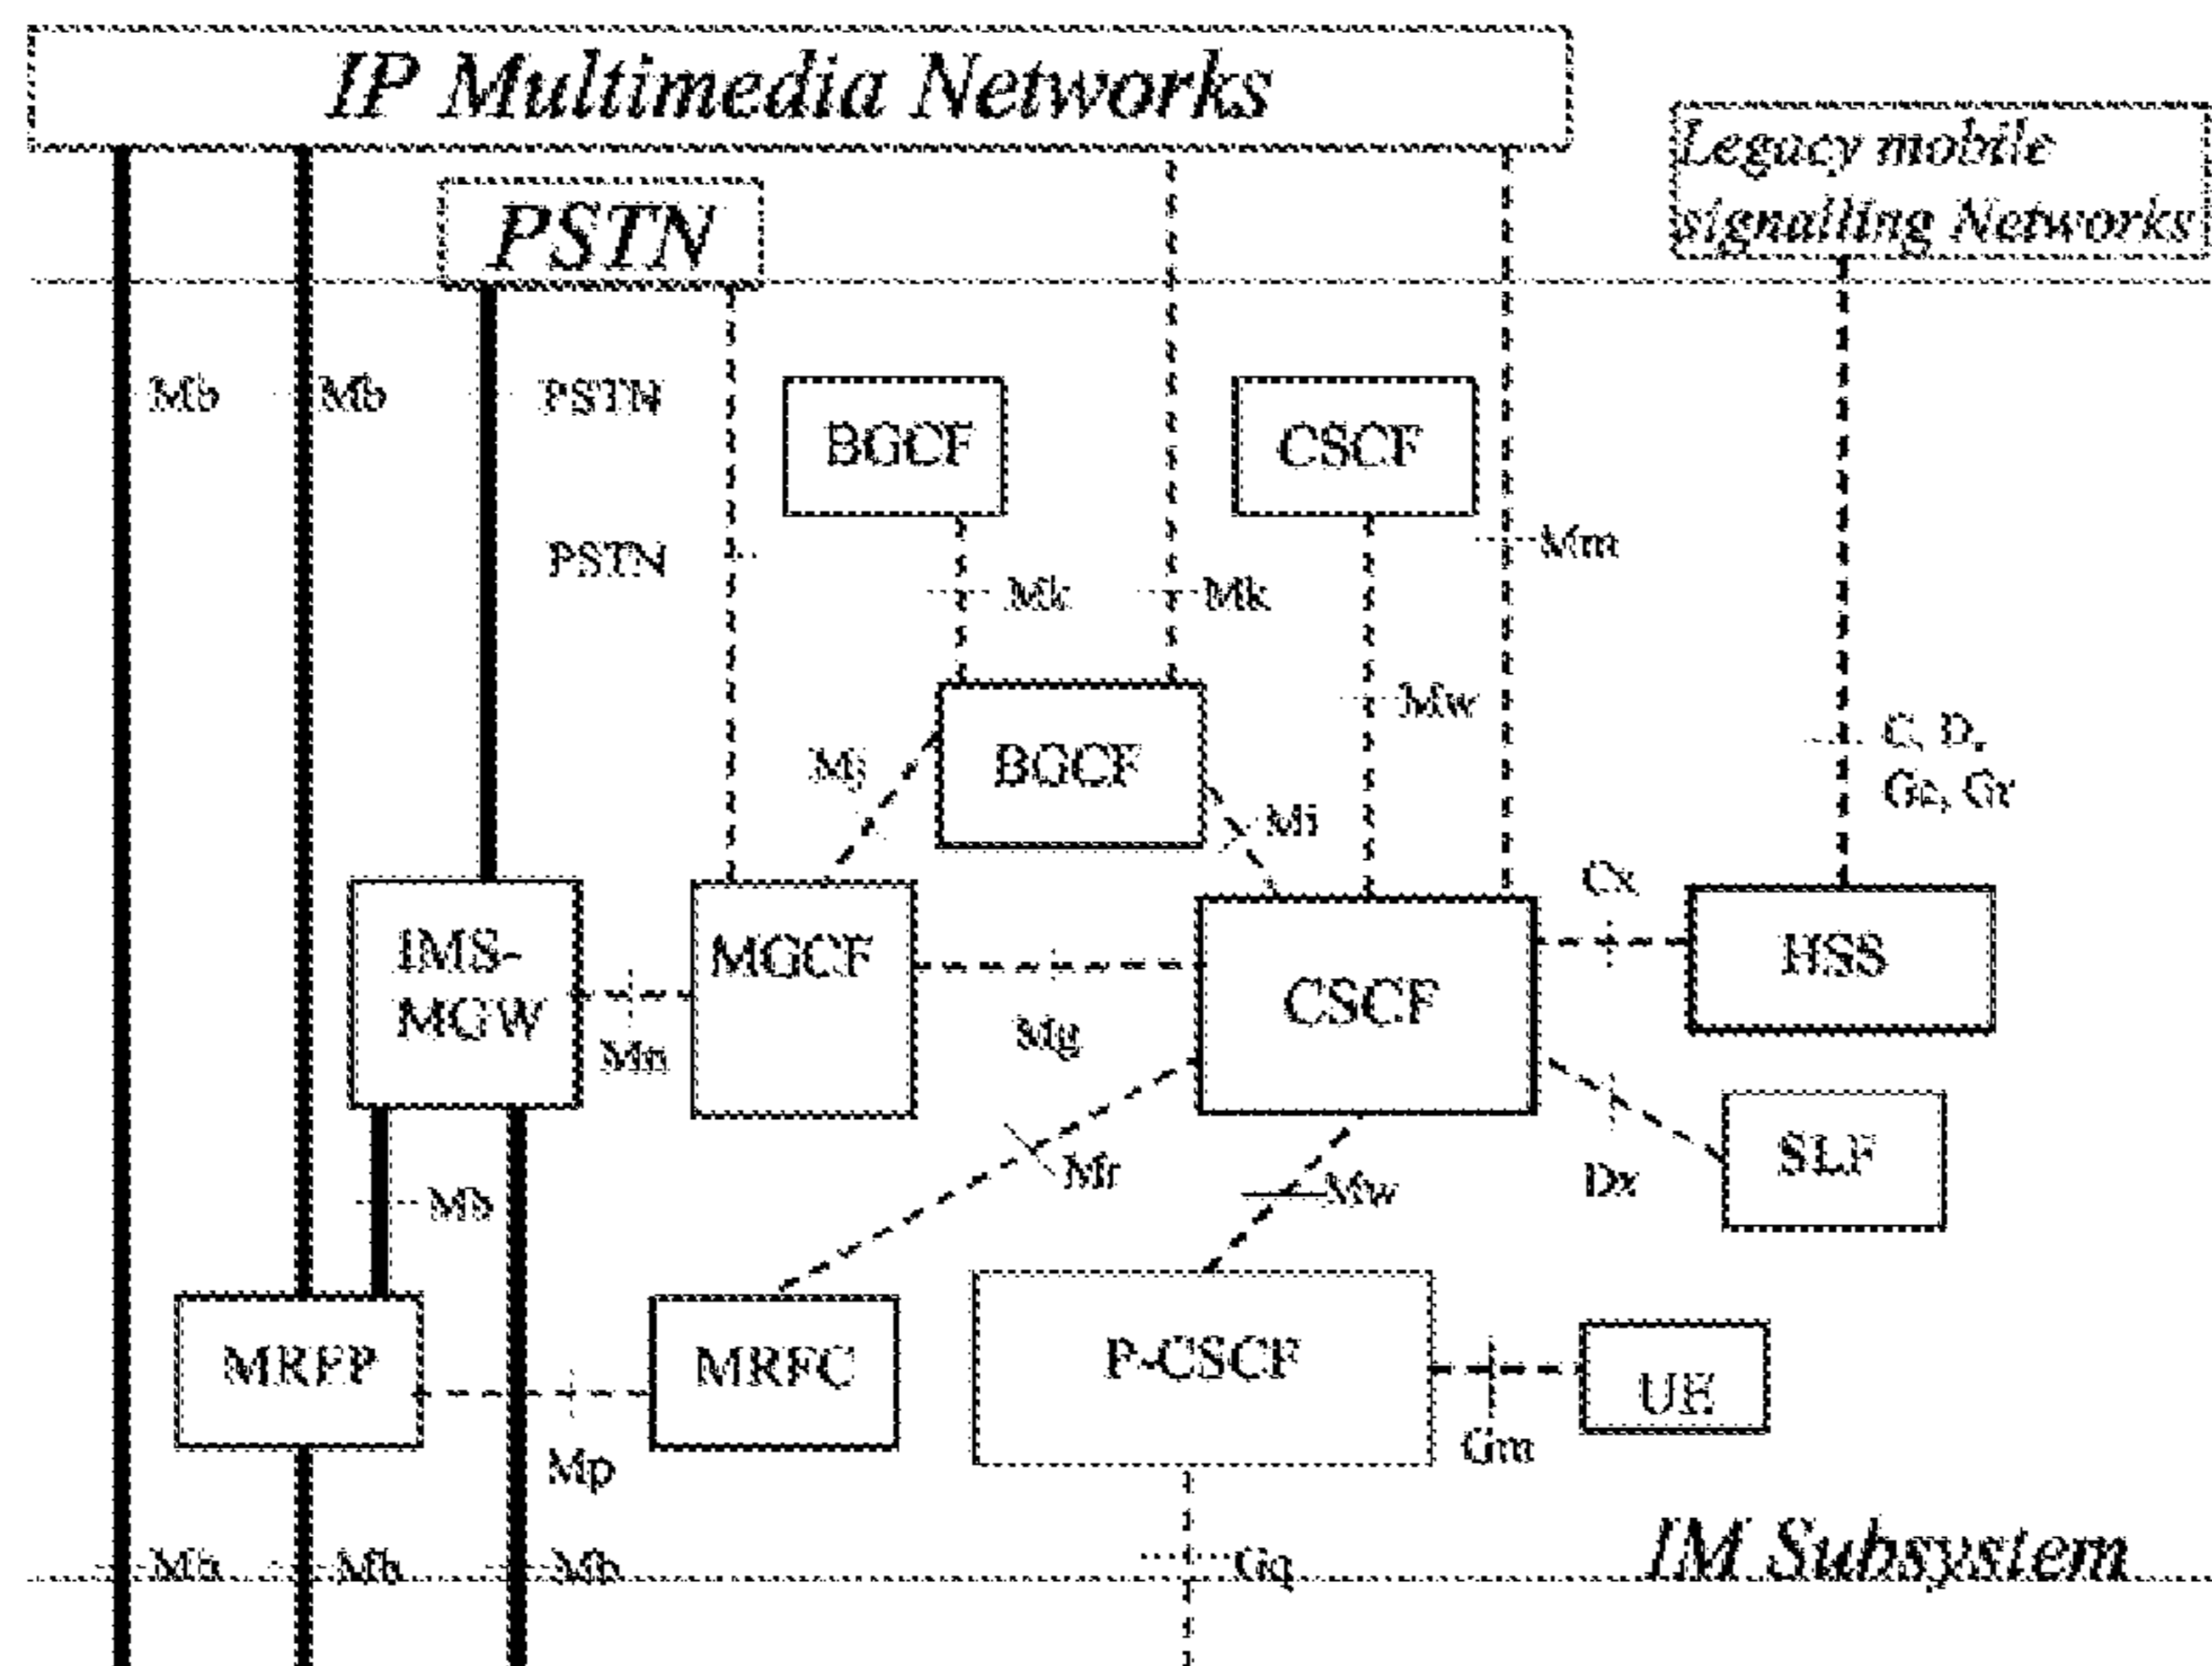 IP Multimedia Networks
Legacy mobile
signalling Networks
PSTN
Mb
Mb
PSTN
BGCF
CSCF
PSTN
Mm
Mk
Mk
Mw
C, D,
Gc, Gr
Mj
BGCF
Mi
Cx
IMS-
MGW
MGCF
CSCF
HSS
Mn
Mg
Mr
Mw
Dx
SLF
Mb
MRFP
MRFC
P-CSCF
UE
Gm
Mp
IM Subsystem
Mb
Mb
Mb
Gq